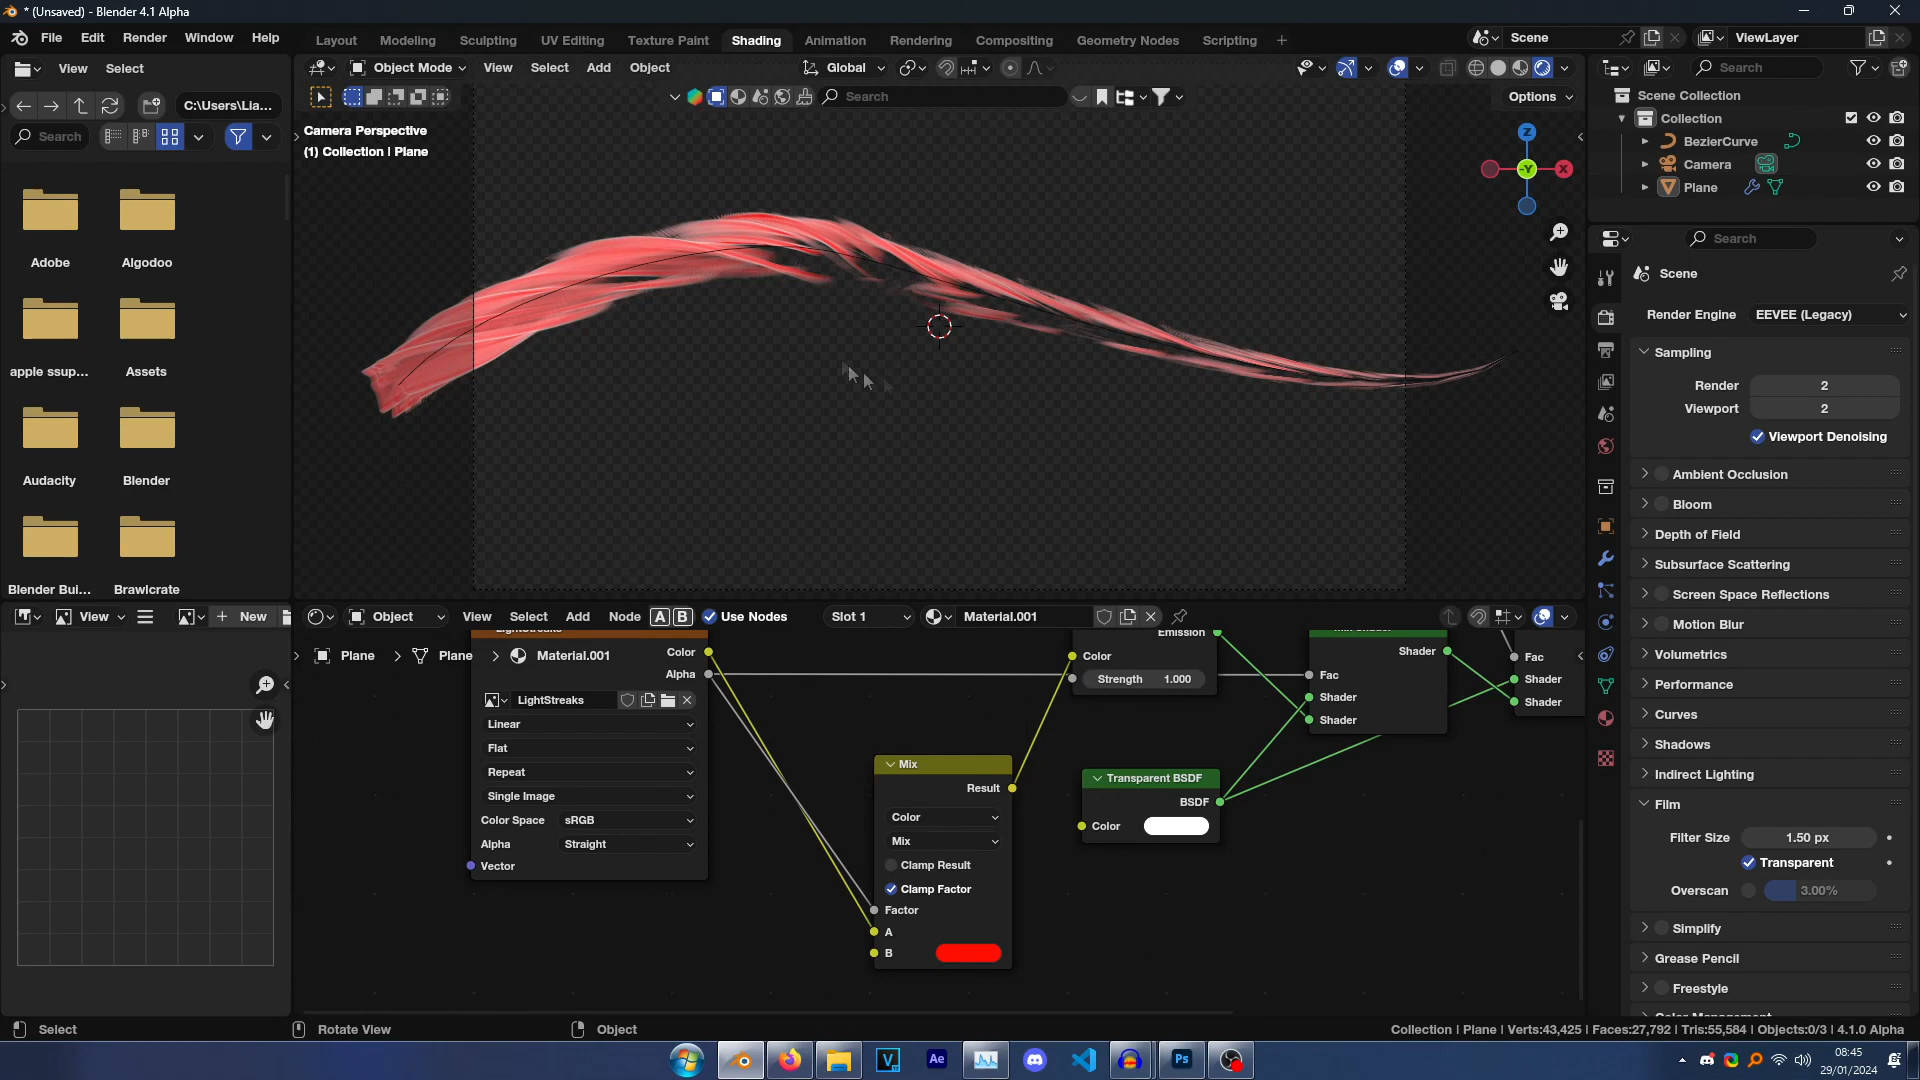 * (Unsaved) - Blender 4.1 Alpha
File Edit Render Window Help
Layout Modeling Sculpting UV Editing Texture Paint Shading Animation Rendering Compositing Geometry Nodes Scripting +
Scene
ViewLayer
View Select
Object Mode View Select Add Object
Global
Search
C:\Users\Lia...
Search
Search
Options
Camera Perspective
(1) Collection | Plane
Z
-Y
X
Scene Collection
Collection
BezierCurve
Camera
Plane
Adobe Algodoo
apple ssup... Assets
Audacity Blender
Blender Bui... Brawlcrate
Search
Scene
Render Engine EEVEE (Legacy)
Sampling
Render 2
Viewport 2
Viewport Denoising
Ambient Occlusion
Bloom
Depth of Field
Subsurface Scattering
Screen Space Reflections
Motion Blur
Volumetrics
Performance
Curves
Shadows
Indirect Lighting
Film
Filter Size 1.50 px
Transparent
Overscan 3.00%
Simplify
Grease Pencil
Freestyle
View
+ New
Object View Select Add Node A B Use Nodes Slot 1 Material.001
Plane > Plane > Material.001
Color
Alpha
LightStreaks
Linear
Flat
Repeat
Single Image
Color Space sRGB
Alpha Straight
Vector
Mix
Result
Color
Mix
Clamp Result
Clamp Factor
Factor
A
B
Emission
Color
Strength 1.000
Transparent BSDF
BSDF
Color
Shader
Fac
Shader
Shader
Fac
Shader
Shader
Select
Rotate View
Object
Collection | Plane | Verts:43,425 | Faces:27,792 | Tris:55,584 | Objects:0/3 | 4.1.0 Alpha
Ae
Ps
08:45
29/01/2024